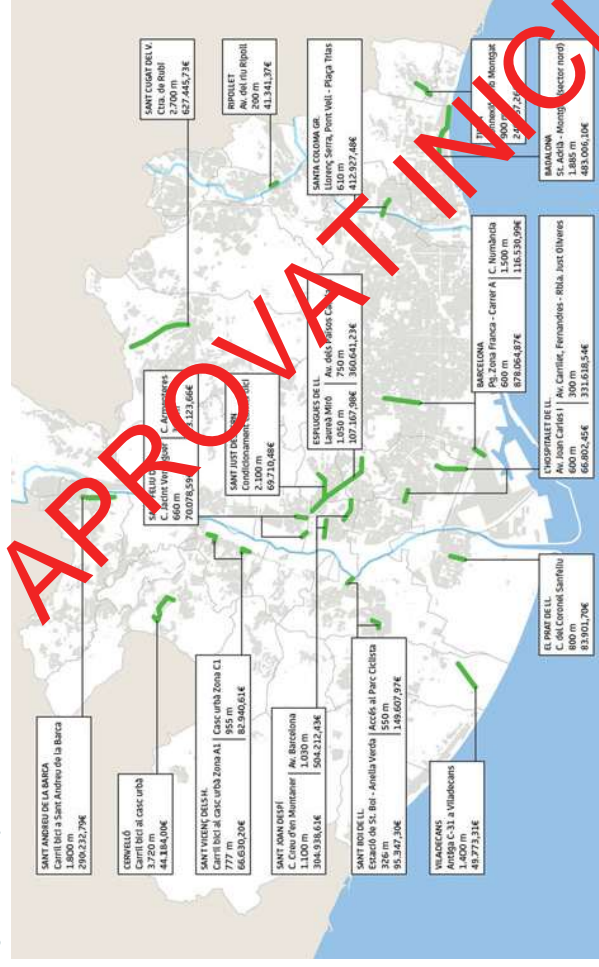 SANT ANDREU DE LA BARCA
Carril bici a Sant Andreu de la Barca
1.800 m
290.232,79€
CERVELLÓ
Carril bici al casc urbà
3.720 m
44.184,00€
SANT VICENÇ DELS H.
Carril bici al casc urbà Zona A1 | Casc urbà Zona C1
777 m | 955 m
66.630,20€ | 82.940,61€
SANT JOAN DESPÍ
C. Creu d'en Muntaner | Av. Barcelona
1.100 m | 1.030 m
304.938,61€ | 504.212,43€
SANT BOI DE LL.
Estació de St. Boi - Anella Verda | Accés al Parc Ciclista
326 m | 550 m
95.347,30€ | 149.607,97€
VILADECANS
Antiga C-31 a Viladecans
1.400 m
49.773,31€
EL PRAT DE LL.
C. del Coronel Sanfeliu
800 m
83.901,70€
C. Jacint | C. Armenteres
660 m
70.078,59€ 3.123,66€
SANT JUST
Condicionament
2.100 m
69.710,48€
ESPLUGUES DE LL.
Laureà Miró | Av. dels Països
1.050 m | 750 m
107.167,98€ | 360.641,23€
BARCELONA
Pg. Zona Franca - Carrer A | C. Numància
600 m | 1.500 m
878.064,87€ | 116.530,99€
L'HOSPITALET DE LL.
Av. Joan Carles I | Av. Carrilet, Fernandres - Rbla. Just Oliveres
600 m | 300 m
66.802,45€ | 331.618,54€
SANT CUGAT DEL V.
Ctra. de Rubí
2.700 m
627.445,73€
RIPOLLET
Av. del riu Ripoll
200 m
41.341,37€
SANTA COLOMA GR.
Llorenç Serra, Pont Vell - Plaça Trias
610 m
412.927,48€
Montgat
900
BADALONA
St. Adrià - (sector nord)
1.885 m
483.006,10€
APROVAT INICI